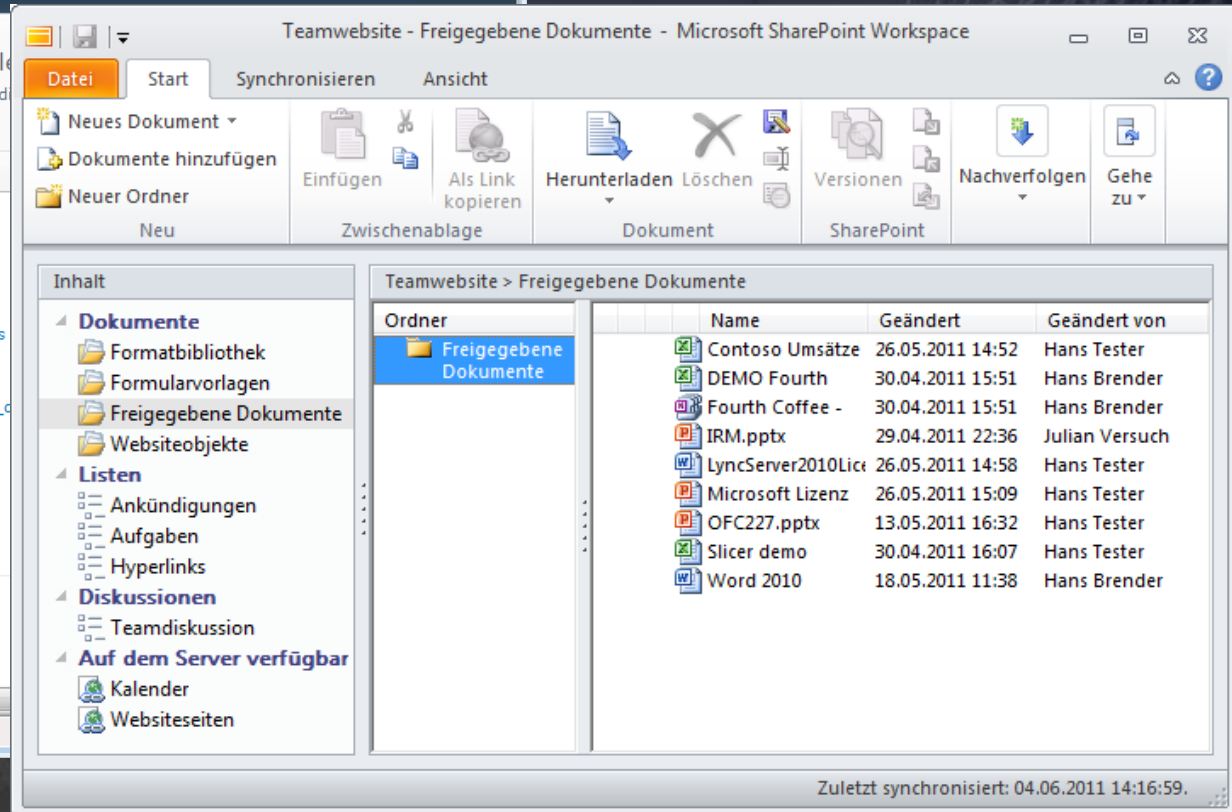 Teamwebsite - Freigegebene Dokumente - Microsoft SharePoint Workspace
Datei Start Synchronisieren Ansicht
Neues Dokument
Dokumente hinzufügen
Neuer Ordner
Neu
Einfügen
Als Link
kopieren
Zwischenablage
Herunterladen Löschen
Dokument
Versionen
SharePoint
Nachverfolgen
Gehe
zu
Inhalt
Dokumente
Formatbibliothek
Formularvorlagen
Freigegebene Dokumente
Websiteobjekte
Listen
Ankündigungen
Aufgaben
Hyperlinks
Diskussionen
Teamdiskussion
Auf dem Server verfügbar
Kalender
Websiteseiten
Teamwebsite > Freigegebene Dokumente
Ordner
Freigegebene
Dokumente
Name Geändert Geändert von
Contoso Umsätze 26.05.2011 14:52 Hans Tester
DEMO Fourth 30.04.2011 15:51 Hans Brender
Fourth Coffee - 30.04.2011 15:51 Hans Brender
IRM.pptx 29.04.2011 22:36 Julian Versuch
LyncServer2010Lice 26.05.2011 14:58 Hans Tester
Microsoft Lizenz 26.05.2011 15:09 Hans Tester
OFC227.pptx 13.05.2011 16:32 Hans Tester
Slicer demo 30.04.2011 16:07 Hans Tester
Word 2010 18.05.2011 11:38 Hans Brender
Zuletzt synchronisiert: 04.06.2011 14:16:59.